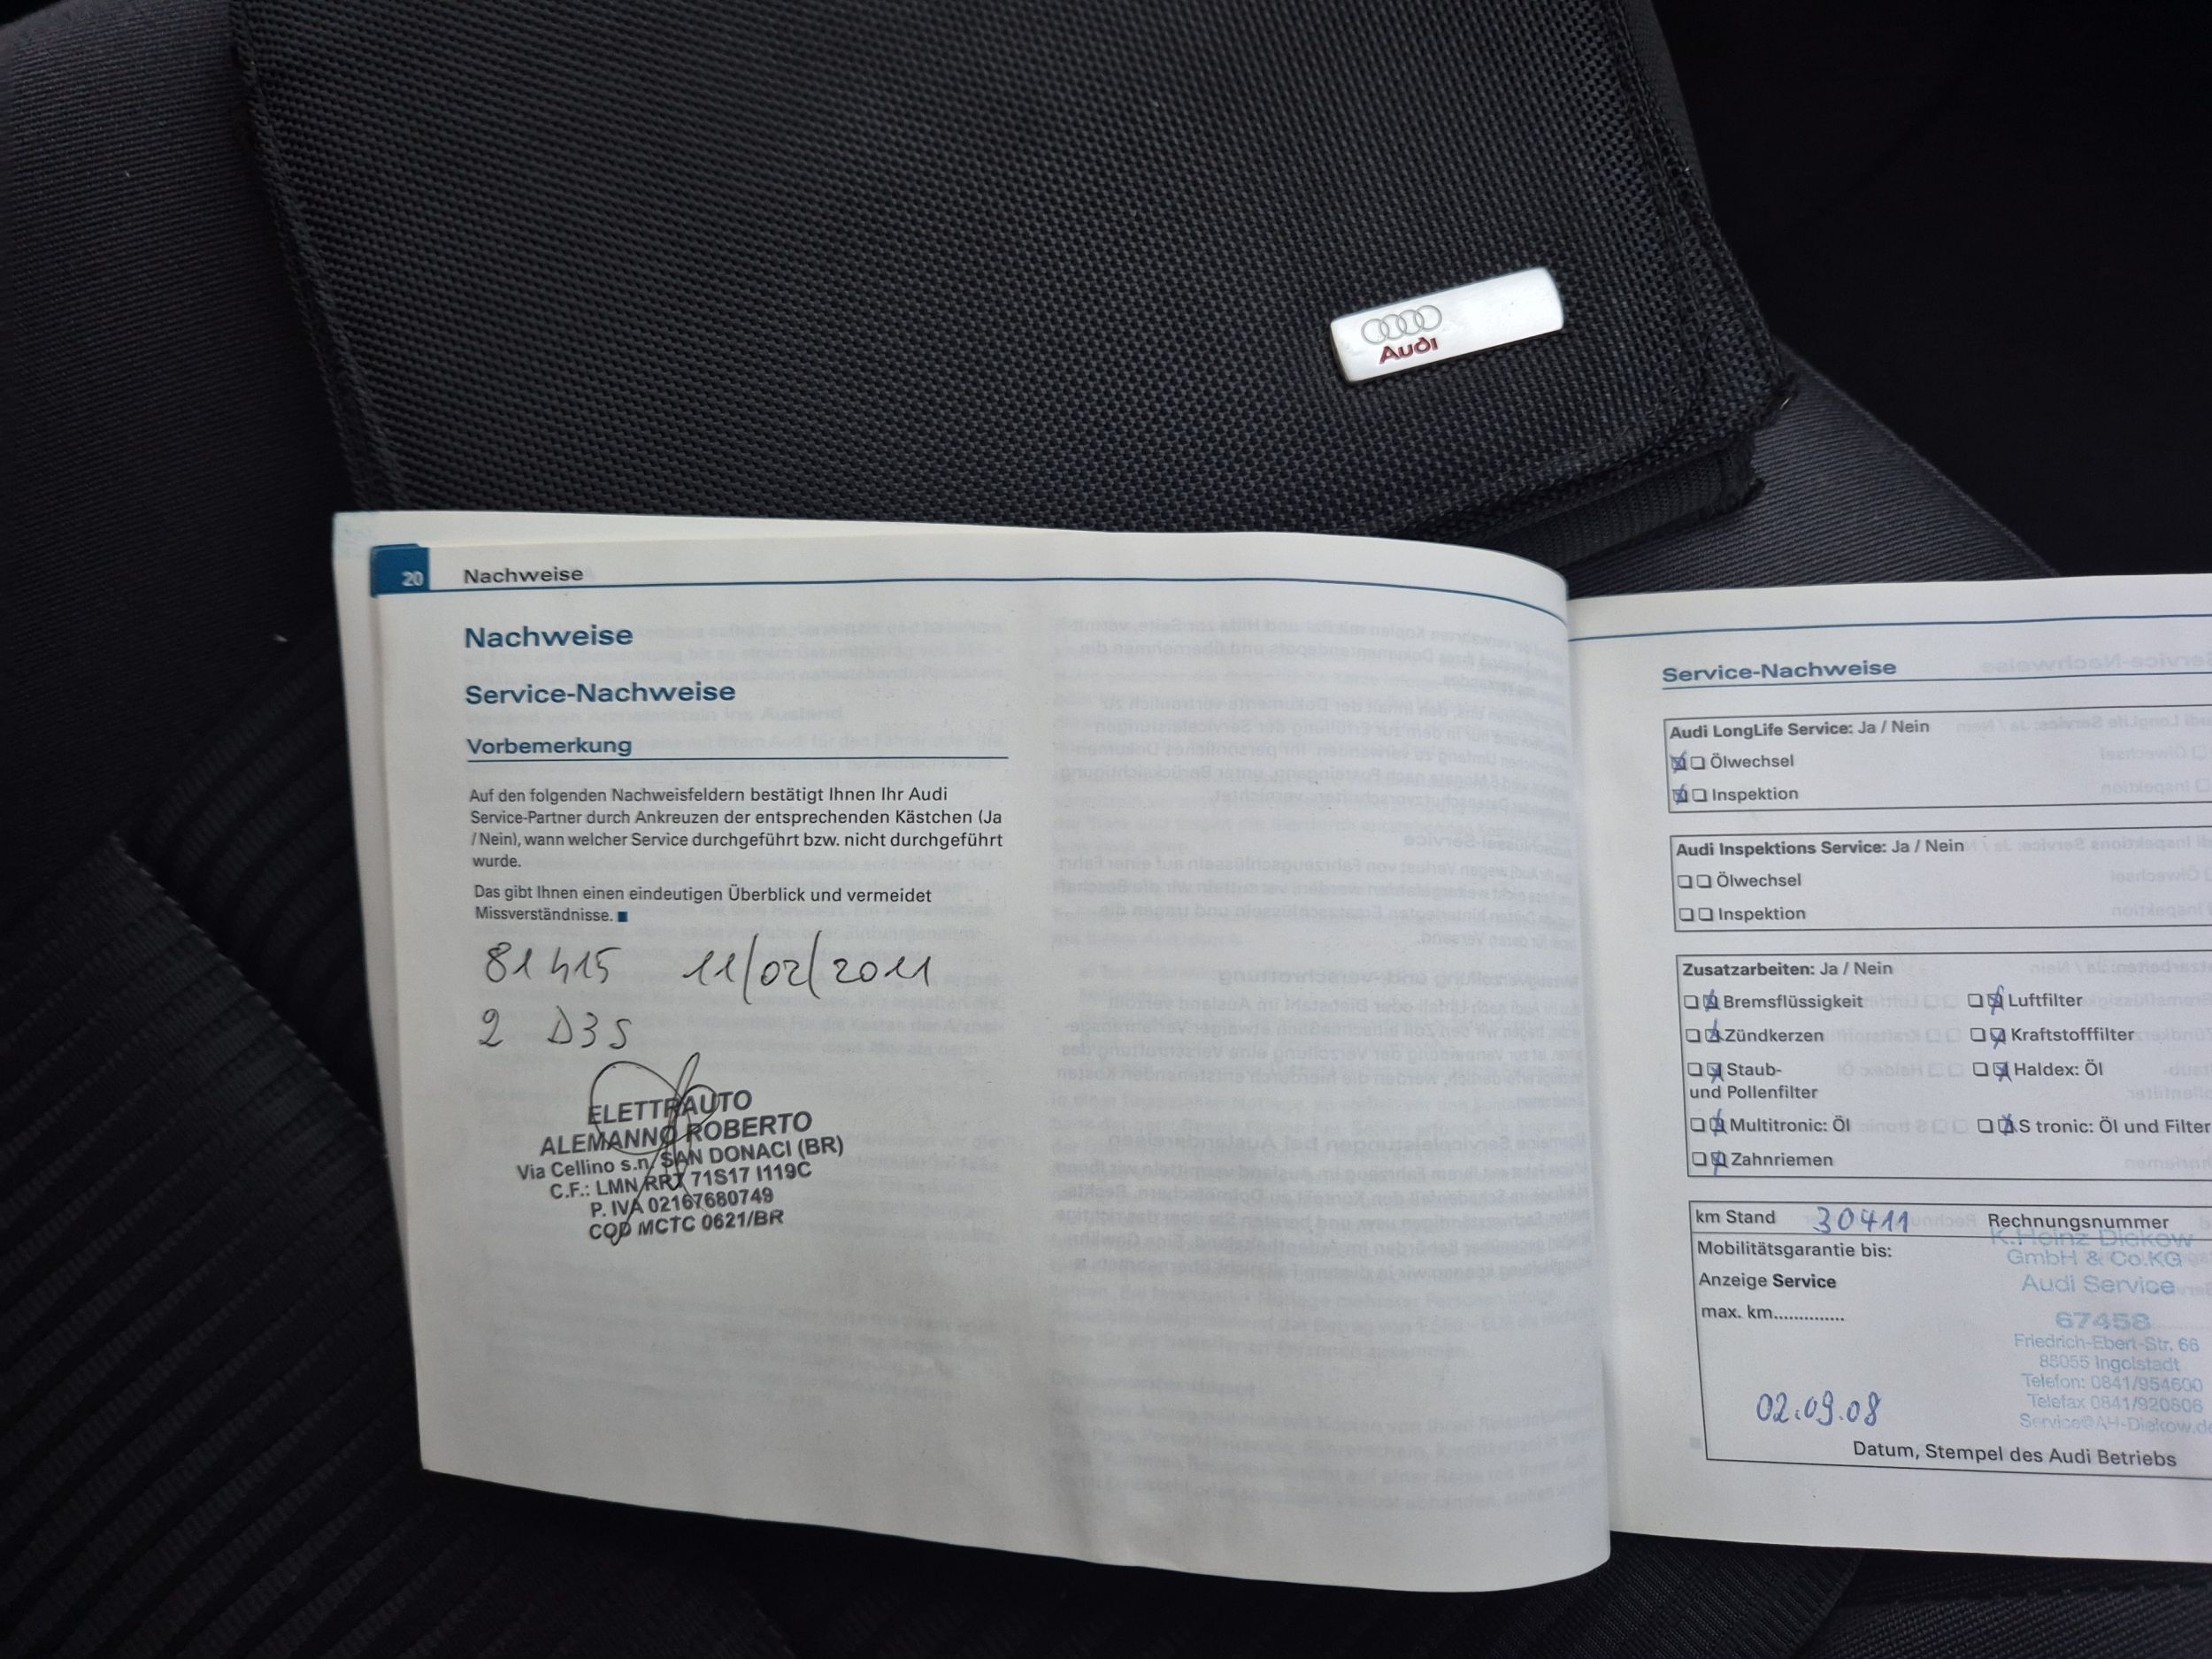 Audi
20 Nachweise
Nachweise
Service-Nachweise
Vorbemerkung
Auf den folgenden Nachweisfeldern bestätigt Ihnen Ihr Audi
Service-Partner durch Ankreuzen der entsprechenden Kästchen (Ja
/ Nein), wann welcher Service durchgeführt bzw. nicht durchgeführt
wurde.
Das gibt Ihnen einen eindeutigen Überblick und vermeidet
Missverständnisse.
81415 11/02/2011
2 D3S
ELETTRAUTO
ALEMANNO ROBERTO
Via Cellino s.n. SAN DONACI (BR)
C.F.: LMN RRT 71S17 I119C
P. IVA 02167680749
COD MCTC 0621/BR
Service-Nachweise
Audi LongLife Service: Ja / Nein
Ölwechsel
Inspektion
Audi Inspektions Service: Ja / Nein
Ölwechsel
Inspektion
Zusatzarbeiten: Ja / Nein
Bremsflüssigkeit Luftfilter
Zündkerzen Kraftstofffilter
Staub- Haldex: Öl
und Pollenfilter
Multitronic: Öl S tronic: Öl und Filter
Zahnriemen
km Stand 30411 Rechnungsnummer
K.Heinz Diekow
Mobilitätsgarantie bis: GmbH & Co.KG
Anzeige Service Audi Service
max. km..............
67458
Friedrich-Ebert-Str. 66
85055 Ingolstadt
Telefon: 0841/954600
Telefax 0841/920806
Service@AH-Diekow.de
02.09.08
Datum, Stempel des Audi Betriebs